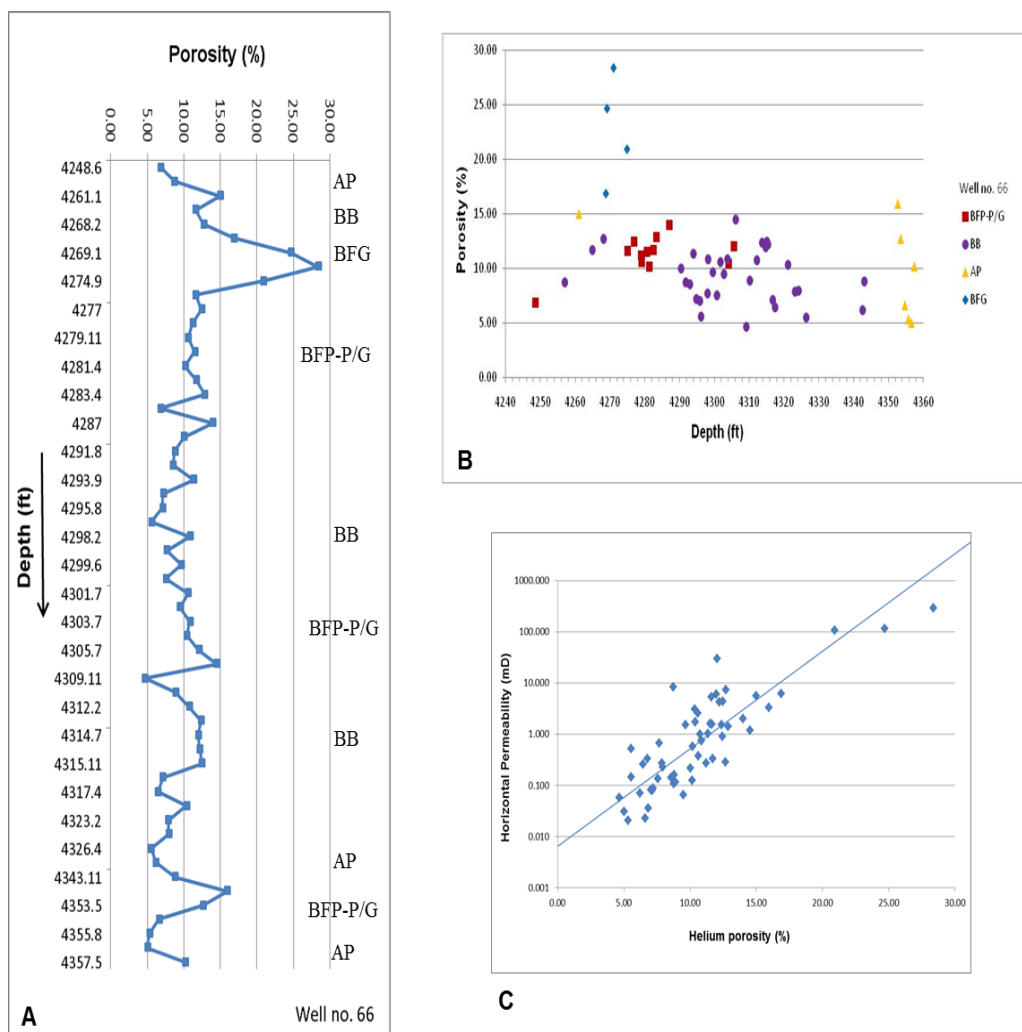 Porosity (%)
0.00
5.00
10.00
15.00
20.00
25.00
30.00
4248.6
4261.1
4268.2
4269.1
4274.9
4277
4279.11
4281.4
4283.4
4287
4291.8
4293.9
4295.8
4298.2
4299.6
4301.7
4303.7
4305.7
4309.11
4312.2
4314.7
4315.11
4317.4
4323.2
4326.4
4343.11
4353.5
4355.8
4357.5
Depth (ft)
AP
BB
BFG
BFP-P/G
BB
BFP-P/G
BB
AP
BFP-P/G
AP
A
Well no. 66
30.00
25.00
20.00
15.00
10.00
5.00
0.00
Porosity (%)
4240 4250 4260 4270 4280 4290 4300 4310 4320 4330 4340 4350 4360
Depth (ft)
Well no. 66
BFP-P/G
BB
AP
BFG
B
1000.000
100.000
10.000
1.000
0.100
0.010
0.001
Horizontal Permeability (mD)
0.00 5.00 10.00 15.00 20.00 25.00 30.00
Helium porosity (%)
C